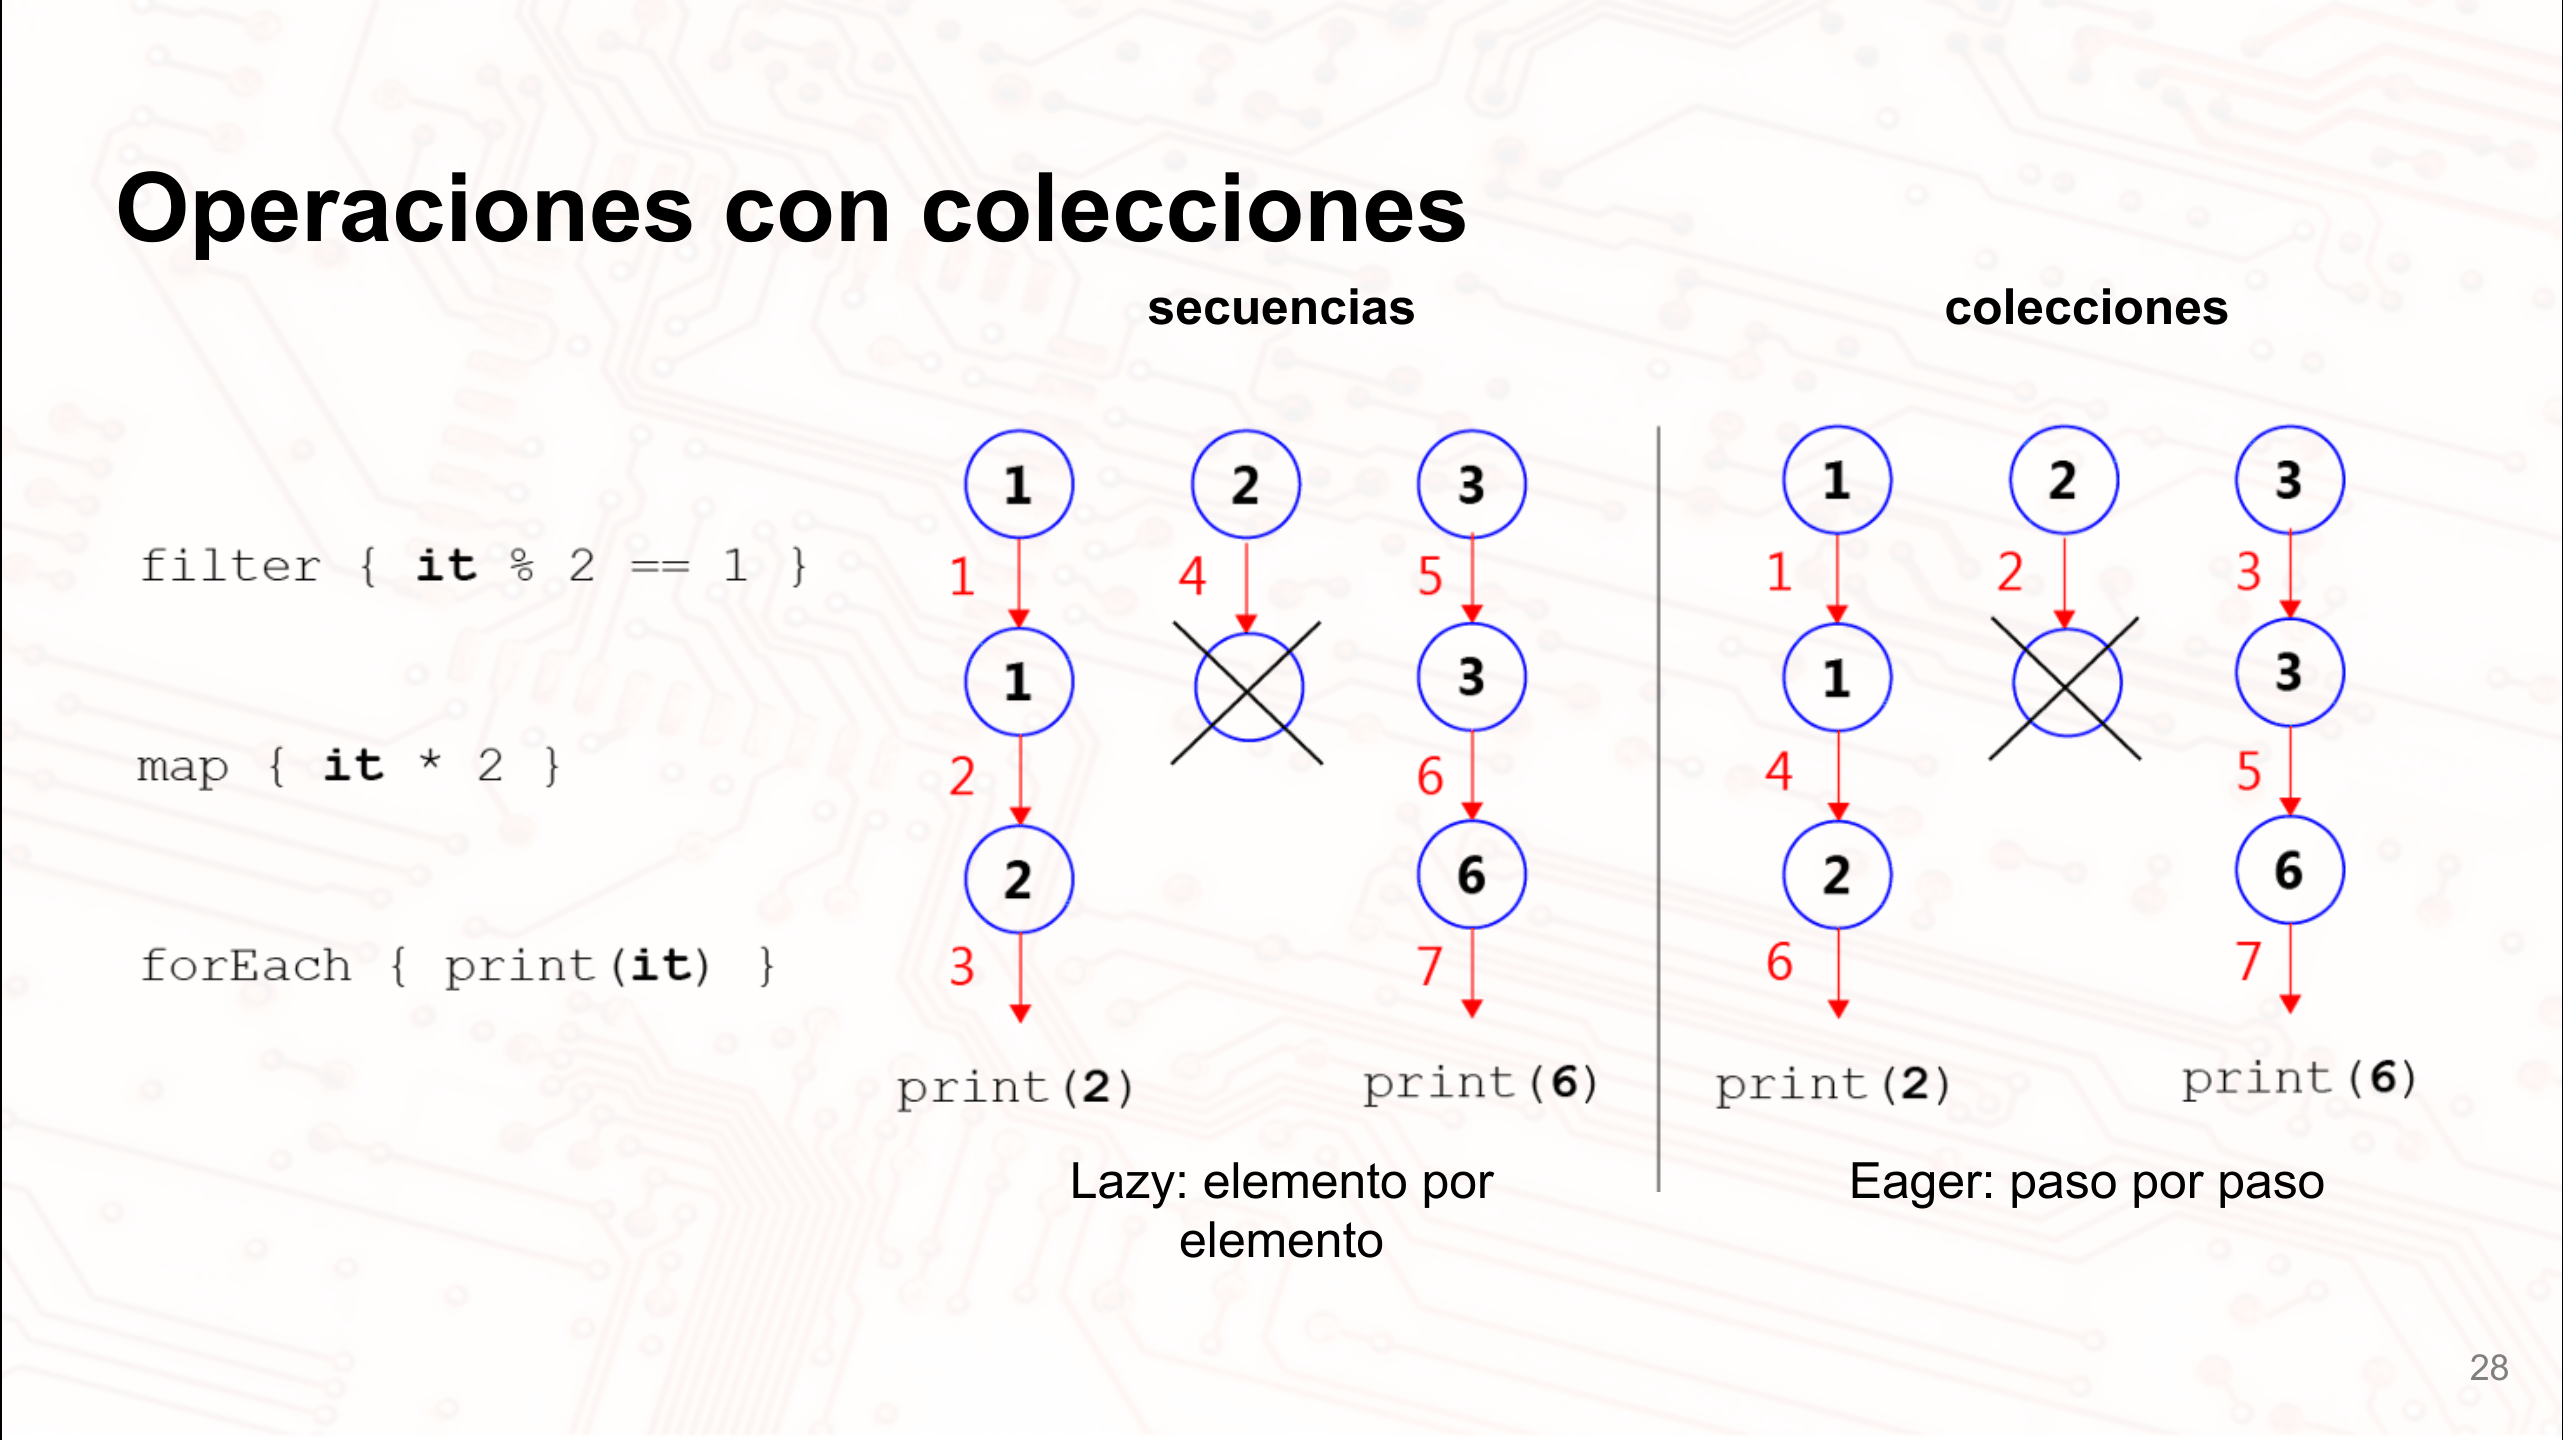 Operaciones con colecciones
secuencias
colecciones
1 2 3
1 2 3
filter { it % 2 == 1 }
1 4 5
1 2 3
1 3
1 3
map { it * 2 }
2 6
4 5
2 6
2 6
forEach { print(it) }
3 7
6 7
print(2) print(6)
print(2) print(6)
Lazy: elemento por
elemento
Eager: paso por paso
28